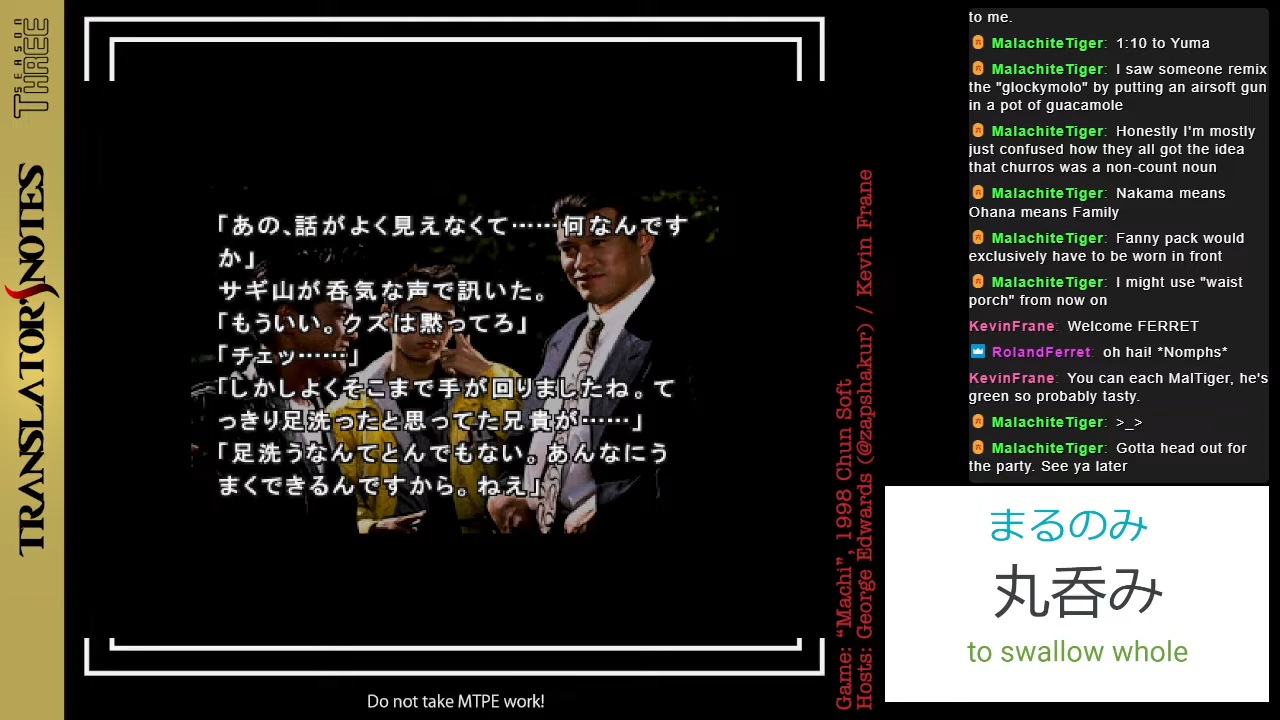 SEASON
THREE
TRANSLATOR'S NOTES
「あの、話がよく見えなくて……何なんです
か」
サギ山が呑気な声で訊いた。
「もういい。クズは黙ってろ」
「チェッ……」
「しかしよくそこまで手が回りましたね。て
っきり足洗ったと思ってた兄貴が……」
「足洗うなんてとんでもない。あんなにう
まくできるんですから。ねえ」
Do not take MTPE work!
Game: "Machi", 1998 Chun Soft
Hosts: George Edwards (@zapshakur) / Kevin Frane
to me.
MalachiteTiger: 1:10 to Yuma
MalachiteTiger: I saw someone remix
the "glockymolo" by putting an airsoft gun
in a pot of guacamole
MalachiteTiger: Honestly I'm mostly
just confused how they all got the idea
that churros was a non-count noun
MalachiteTiger: Nakama means
Ohana means Family
MalachiteTiger: Fanny pack would
exclusively have to be worn in front
MalachiteTiger: I might use "waist
porch" from now on
KevinFrane: Welcome FERRET
RolandFerret: oh hai! *Nomphs*
KevinFrane: You can each MalTiger, he's
green so probably tasty.
MalachiteTiger: >_>
MalachiteTiger: Gotta head out for
the party. See ya later
まるのみ
丸呑み
to swallow whole